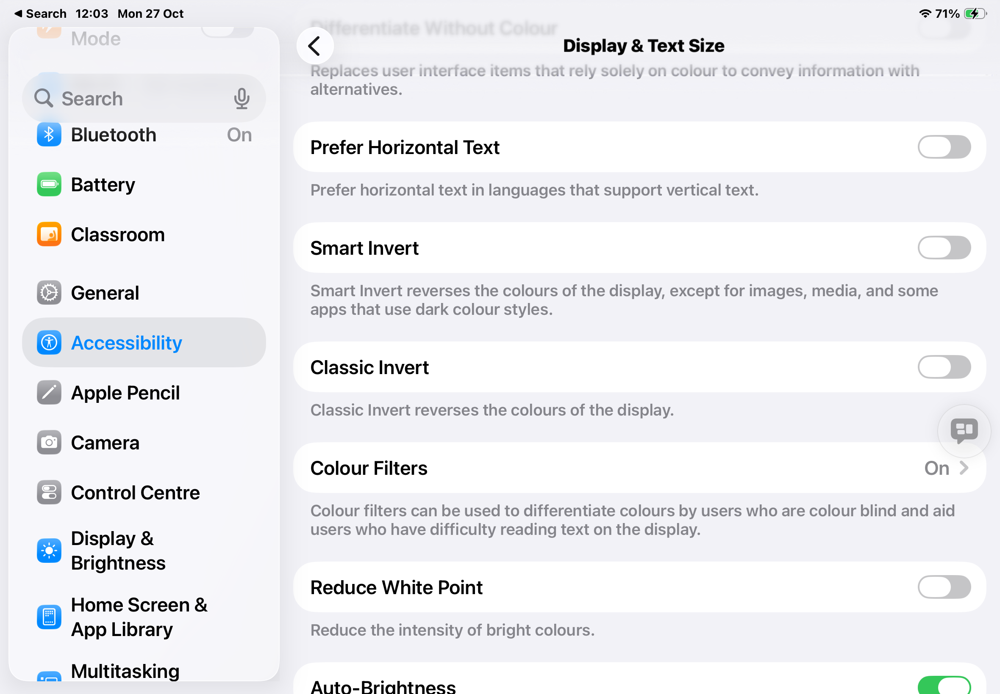 Search 12:03 Mon 27 Oct
71%
Mode
Search
Bluetooth On
Battery
Classroom
General
Accessibility
Apple Pencil
Camera
Control Centre
Display &
Brightness
Home Screen &
App Library
Multitasking
Differentiate Without Colour
Display & Text Size
Replaces user interface items that rely solely on colour to convey information with
alternatives.
Prefer Horizontal Text
Prefer horizontal text in languages that support vertical text.
Smart Invert
Smart Invert reverses the colours of the display, except for images, media, and some
apps that use dark colour styles.
Classic Invert
Classic Invert reverses the colours of the display.
Colour Filters On
Colour filters can be used to differentiate colours by users who are colour blind and aid
users who have difficulty reading text on the display.
Reduce White Point
Reduce the intensity of bright colours.
Auto-Brightness